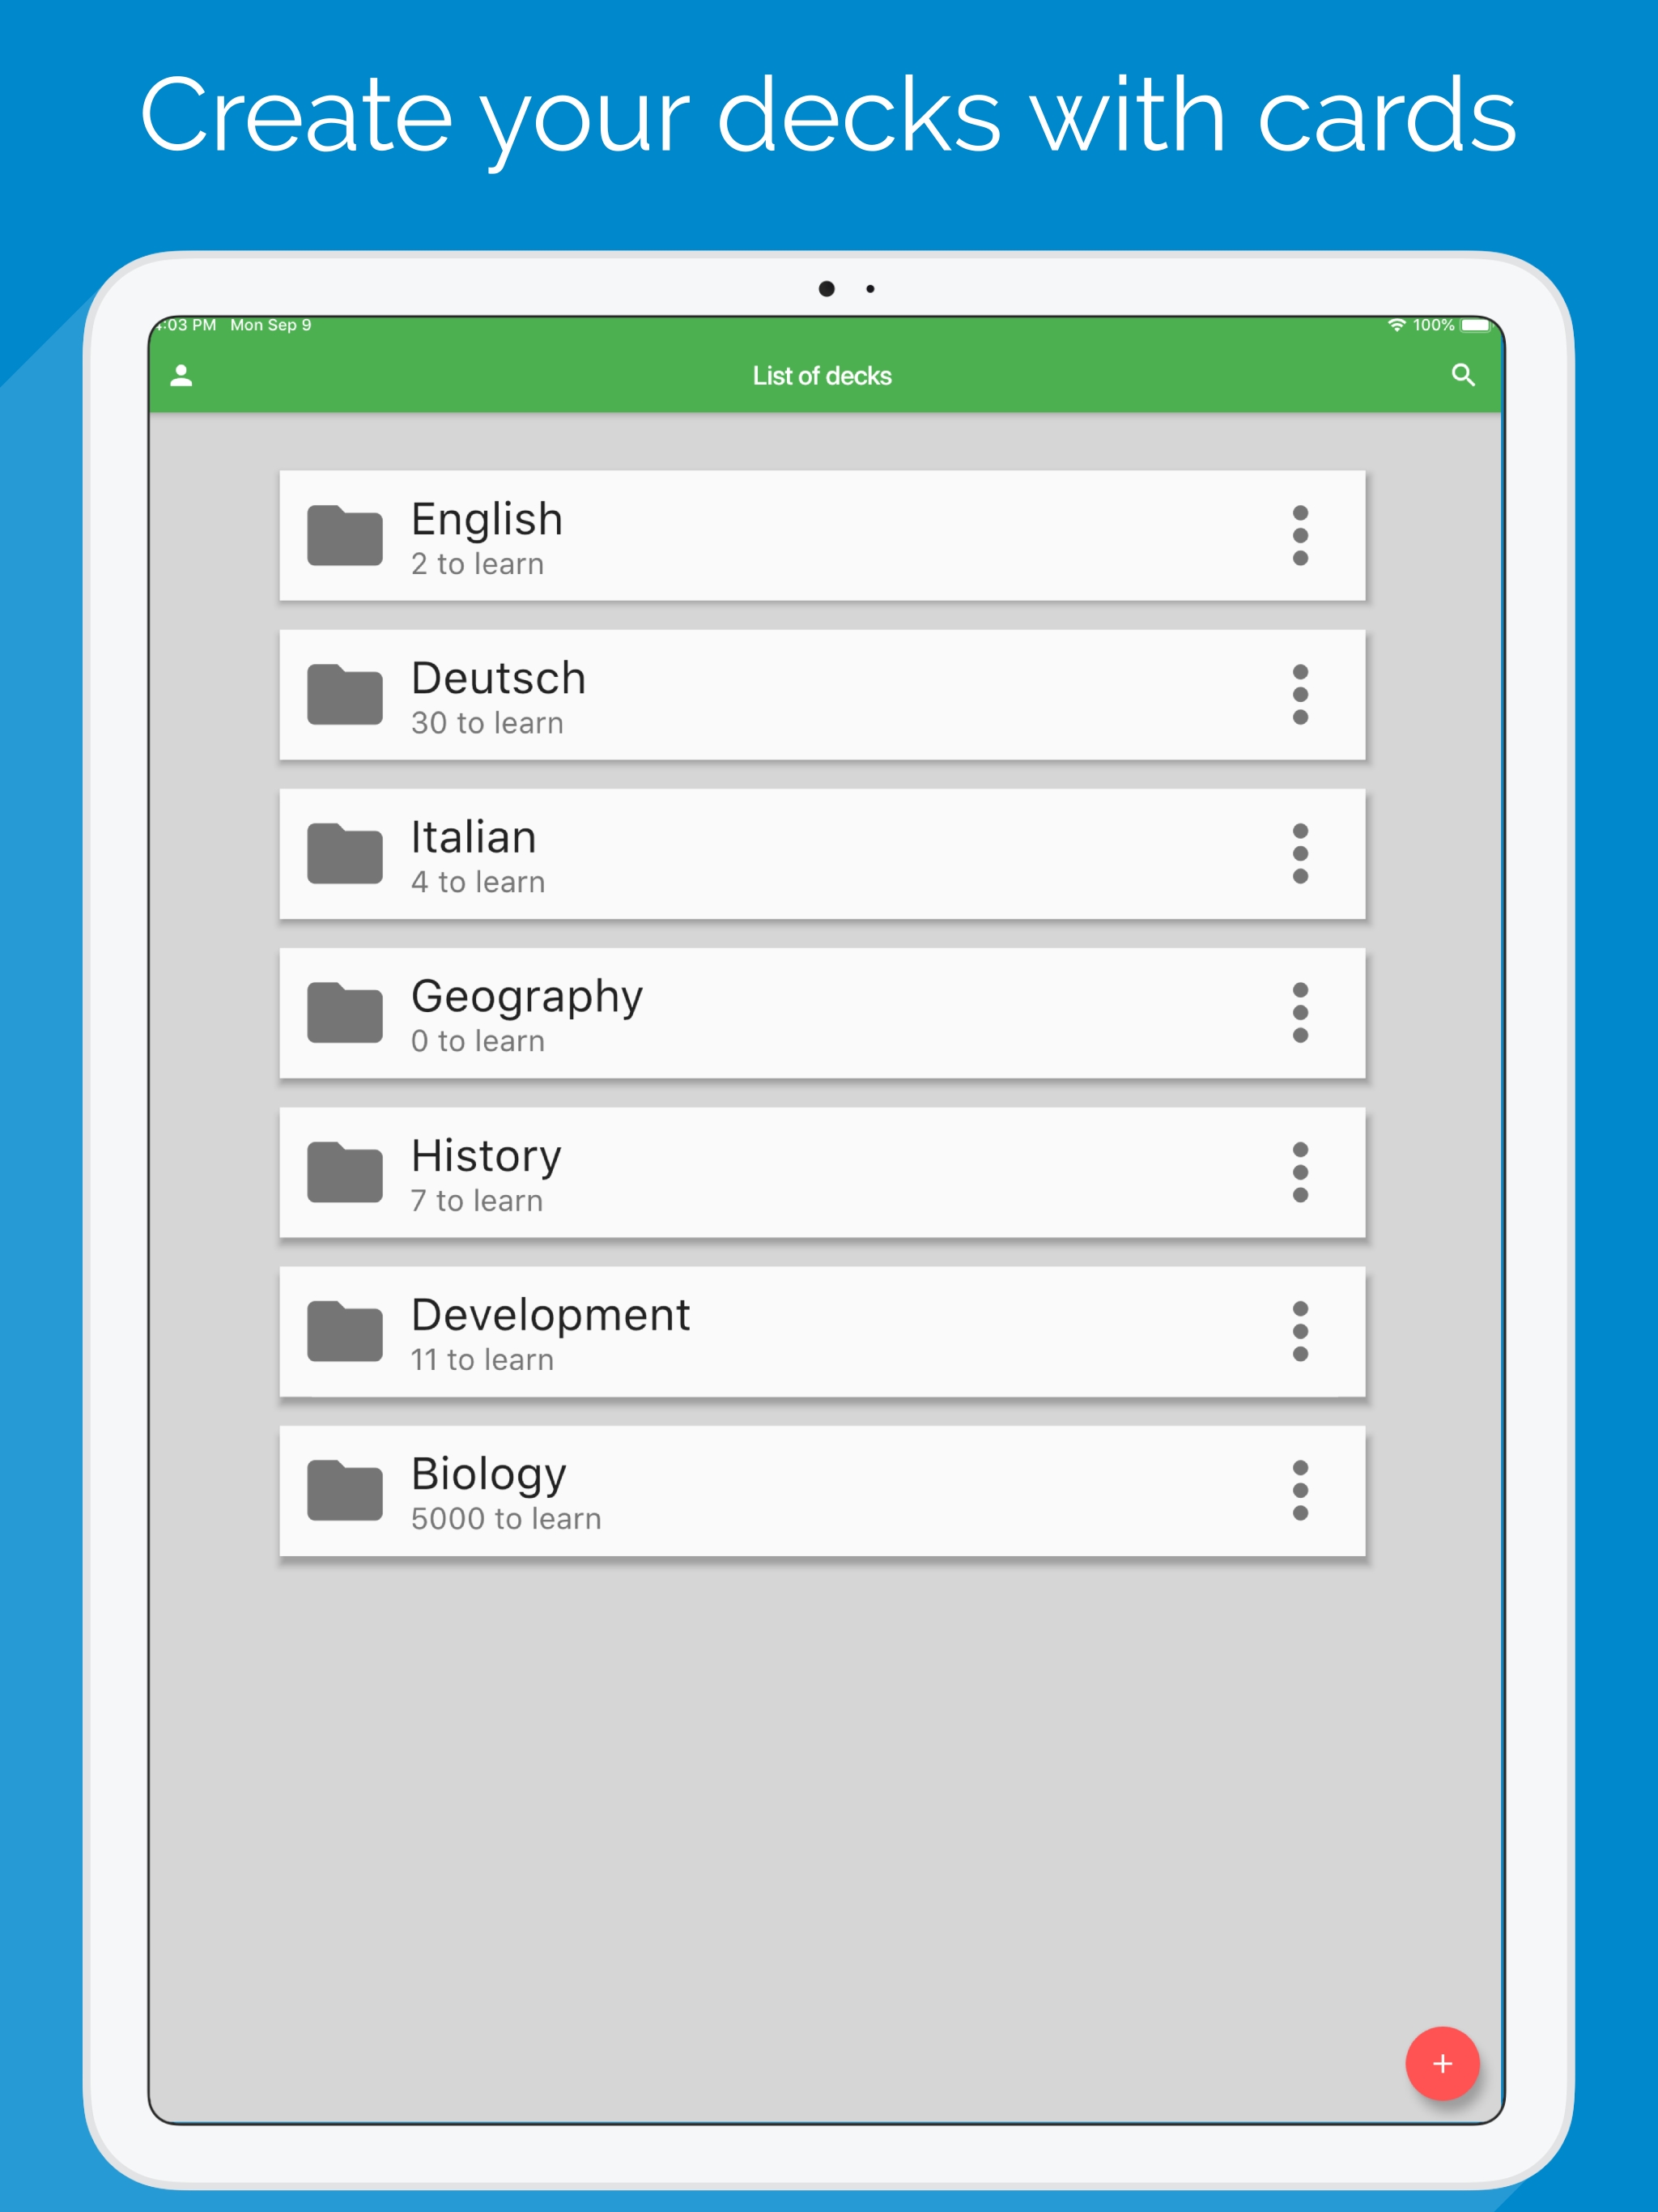 Create your decks with cards
:03 PM Mon Sep 9
100%
List of decks
English
2 to learn
Deutsch
30 to learn
Italian
4 to learn
Geography
0 to learn
History
7 to learn
Development
11 to learn
Biology
5000 to learn
+